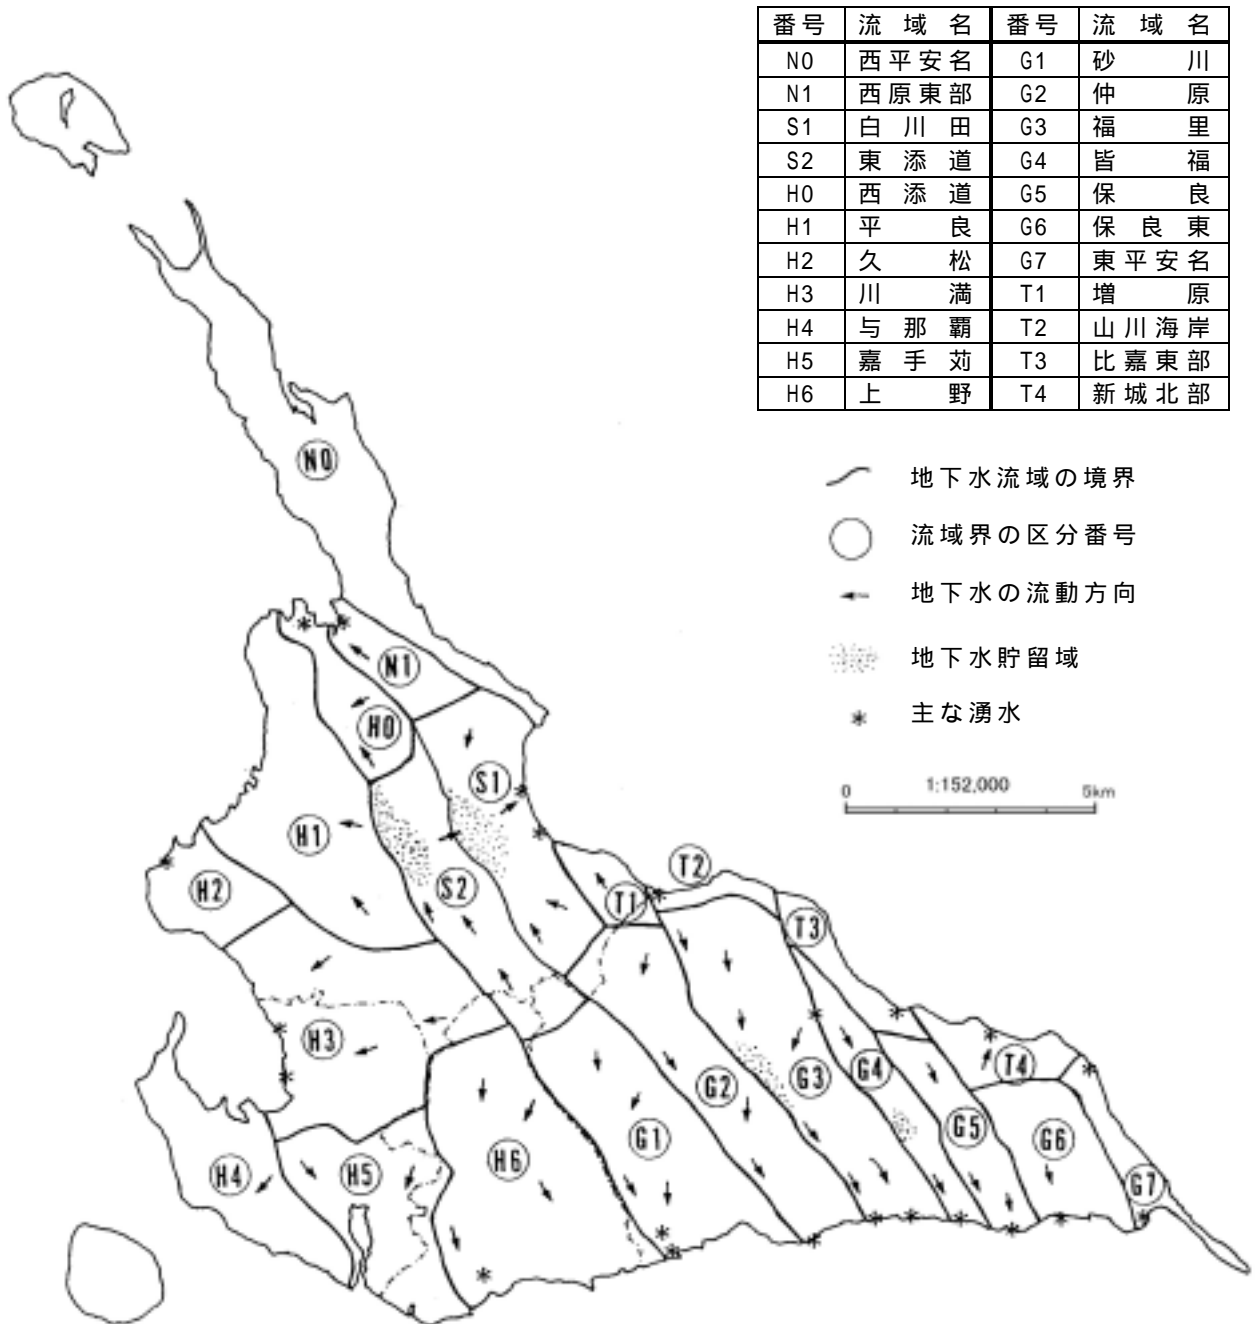 番号 流域名 番号 流域名
N0 西平安名 G1 砂川
N1 西原東部 G2 仲原
S1 白川田 G3 福里
S2 東添道 G4 皆福
H0 西添道 G5 保良
H1 平良 G6 保良東
H2 久松 G7 東平安名
H3 川満 T1 増原
H4 与那覇 T2 山川海岸
H5 嘉手苅 T3 比嘉東部
H6 上野 T4 新城北部
N0
地下水流域の境界
流域界の区分番号
地下水の流動方向
地下水貯留域
主な湧水
N1
H0
S1
1:152,000
0 5km
H1
H2
S2
T1
T2
T3
H3
G2
G3
G4
T4
H4
H5
H6
G1
G5
G6
G7